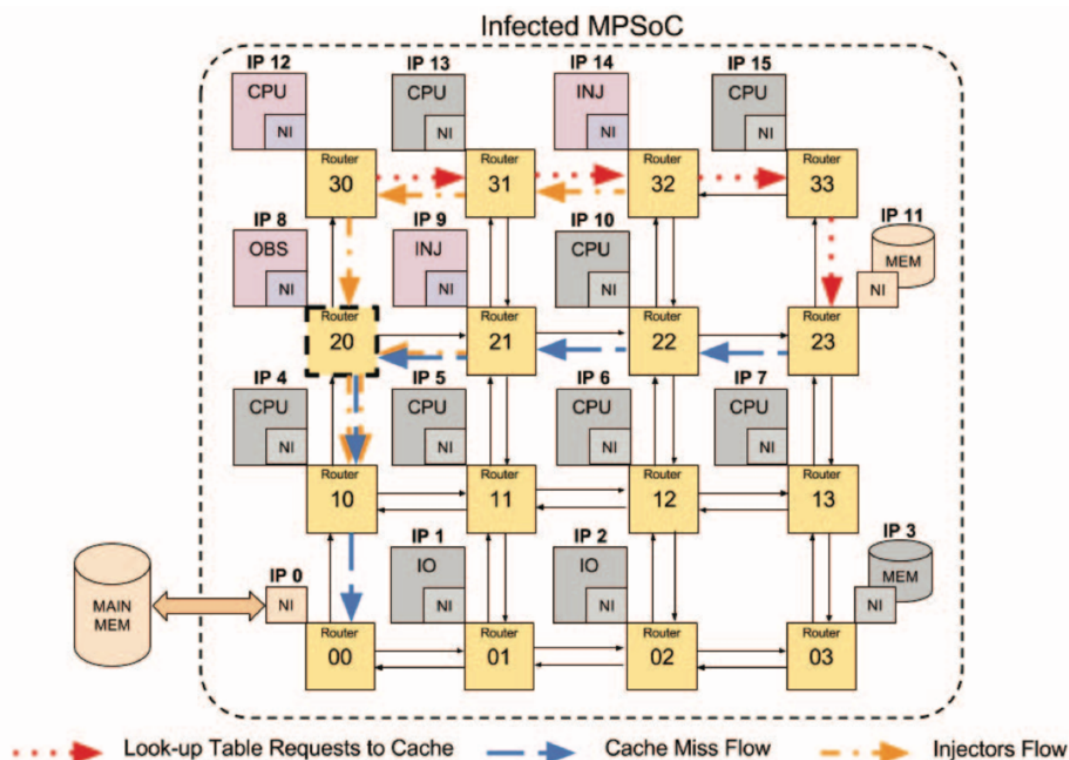 Infected MPSoC
IP 12
IP 13
IP 14
IP 15
CPU
CPU
INJ
CPU
NI
NI
NI
NI
Router
Router
Router
Router
30
31
32
33
IP 8
IP 9
IP 10
IP 11
OBS
INJ
CPU
MEM
NI
NI
NI
NI
Router
Router
Router
Router
20
21
22
23
IP 4
IP 5
IP 6
IP 7
CPU
CPU
CPU
CPU
NI
NI
NI
NI
Router
Router
Router
Router
10
11
12
13
IP 0
IP 1
IP 2
IP 3
IO
IO
MEM
MAIN
MEM
NI
NI
NI
NI
Router
Router
Router
Router
00
01
02
03
Look-up Table Requests to Cache
Cache Miss Flow
Injectors Flow